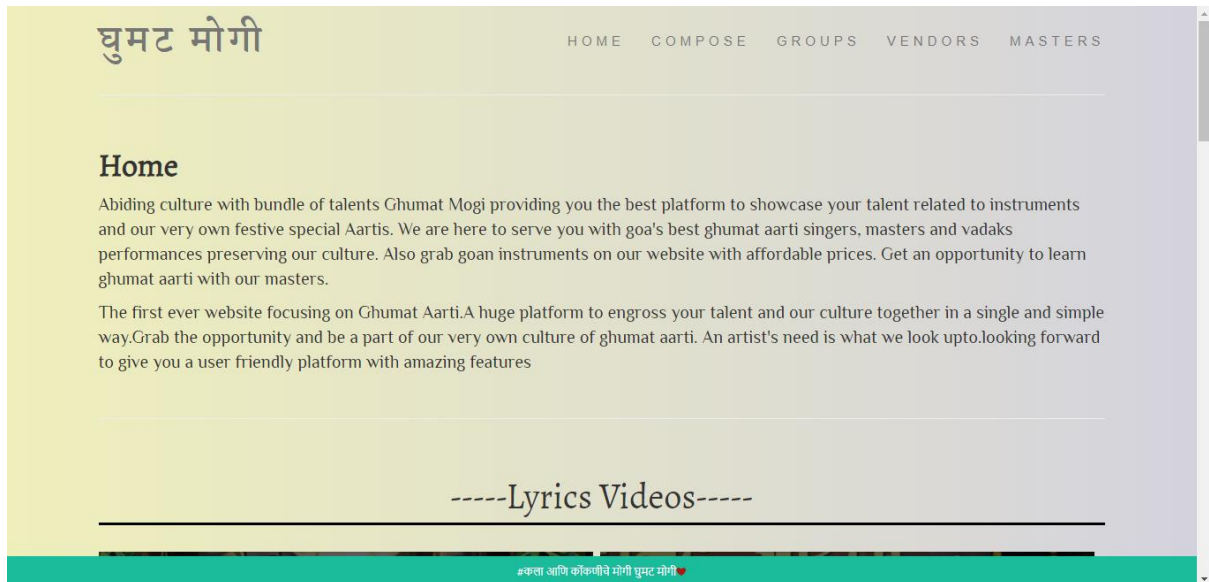 घुमट मोगी
HOME COMPOSE GROUPS VENDORS MASTERS
Home
Abiding culture with bundle of talents Ghumat Mogi providing you the best platform to showcase your talent related to instruments
and our very own festive special Aartis. We are here to serve you with goa's best ghumat aarti singers, masters and vadaks
performances preserving our culture. Also grab goan instruments on our website with affordable prices. Get an opportunity to learn
ghumat aarti with our masters.
The first ever website focusing on Ghumat Aarti.A huge platform to engross your talent and our culture together in a single and simple
way.Grab the opportunity and be a part of our very own culture of ghumat aarti. An artist's need is what we look upto.looking forward
to give you a user friendly platform with amazing features
-----Lyrics Videos-----
#कला आणि कोंकणीचे मोगी घुमट मोगी❤